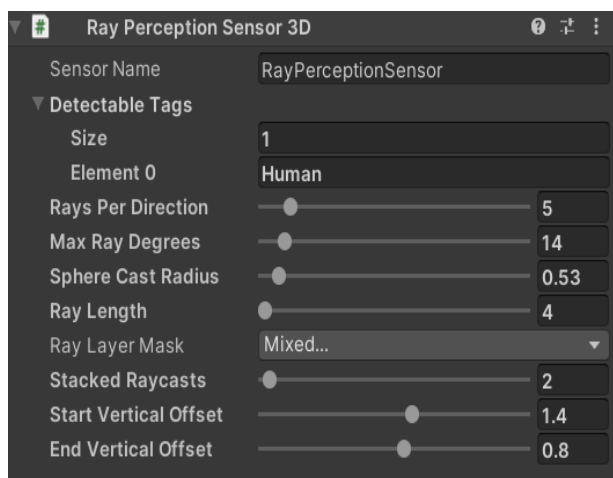 # Ray Perception Sensor 3D
Sensor Name RayPerceptionSensor
Detectable Tags
Size 1
Element 0 Human
Rays Per Direction 5
Max Ray Degrees 14
Sphere Cast Radius 0.53
Ray Length 4
Ray Layer Mask Mixed...
Stacked Raycasts 2
Start Vertical Offset 1.4
End Vertical Offset 0.8